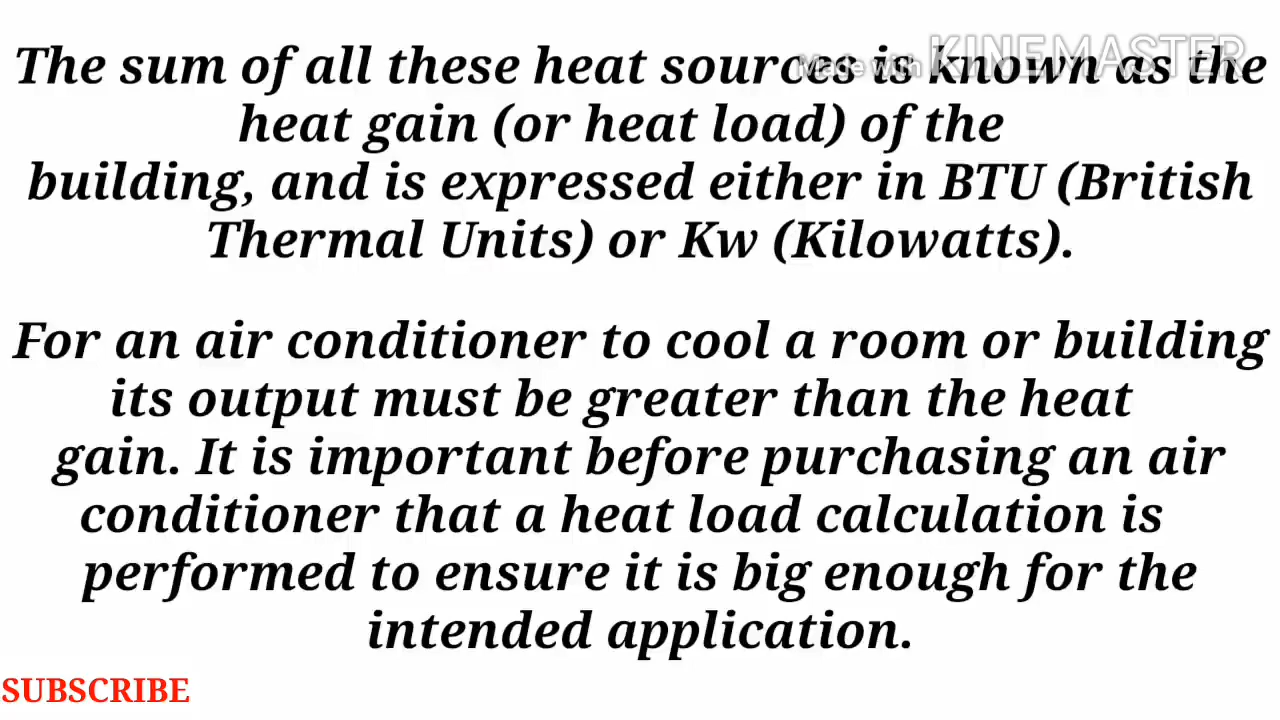 Made with KINEMASTER
The sum of all these heat sources is known as the
heat gain (or heat load) of the
building, and is expressed either in BTU (British
Thermal Units) or Kw (Kilowatts).
For an air conditioner to cool a room or building
its output must be greater than the heat
gain. It is important before purchasing an air
conditioner that a heat load calculation is
performed to ensure it is big enough for the
intended application.
SUBSCRIBE